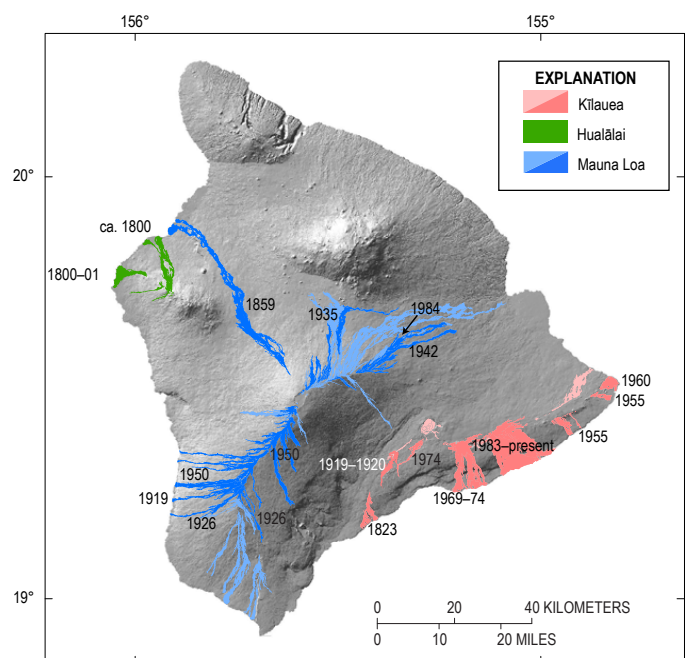 156°
155°
EXPLANATION
Kīlauea
Hualālai
Mauna Loa
20°
ca. 1800
1800–01
1859
1935
1984
1942
1960
1955
1955
1983–present
1950
1919–1920
1974
1950
1969–74
1919
1926
1926
1823
19°
0 20 40 KILOMETERS
0 10 20 MILES